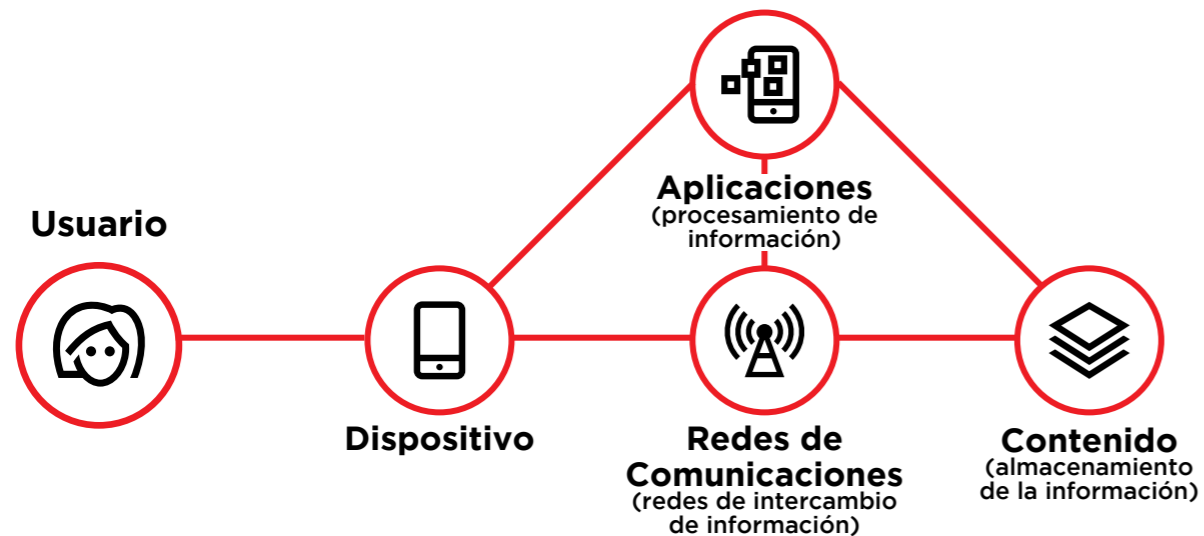 Aplicaciones
(procesamiento de
información)
Usuario
Dispositivo
Redes de
Comunicaciones
(redes de intercambio
de información)
Contenido
(almacenamiento
de la información)